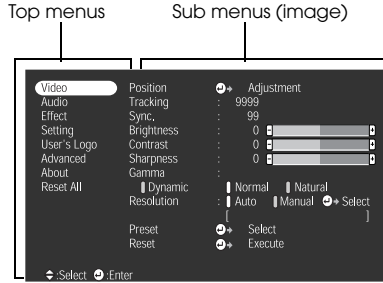 Top menus Sub menus (image)
Video Position Adjustment
Audio Tracking : 9999
Effect Sync. : 99
Setting Brightness : 0
User's Logo Contrast : 0
Advanced Sharpness : 0
About Gamma :
Reset All Dynamic Normal Natural
Resolution : Auto Manual Select
[ ]
Preset Select
Reset Execute
:Select :Enter